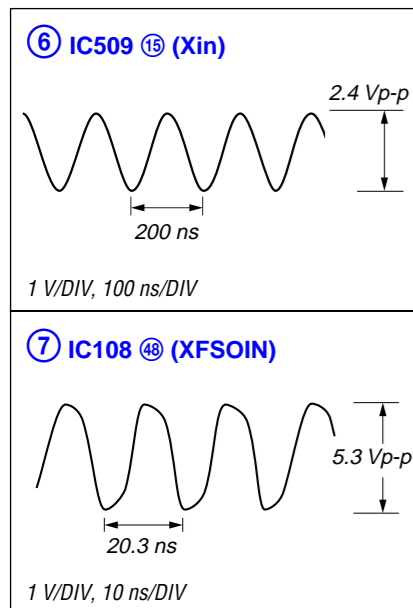 ⑥ IC509 ⑮ (Xin)
2.4 Vp-p
200 ns
1 V/DIV, 100 ns/DIV
⑦ IC108 ㊽ (XFSOIN)
5.3 Vp-p
20.3 ns
1 V/DIV, 10 ns/DIV